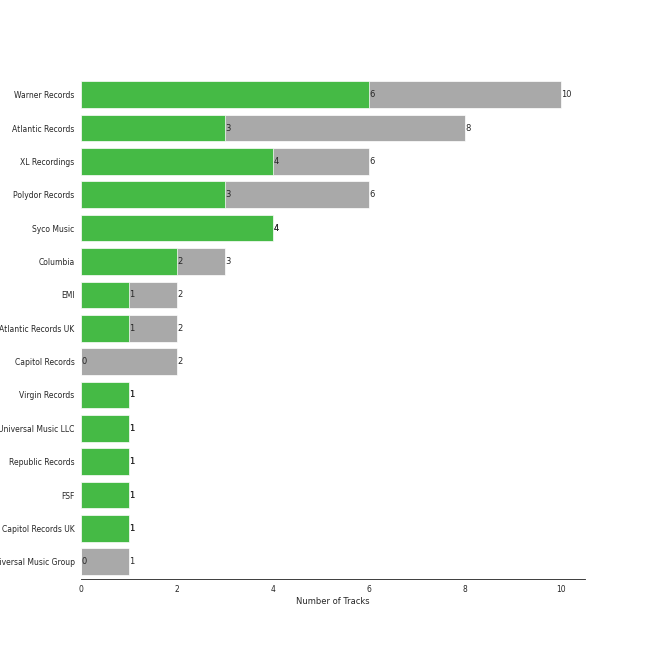 Warner Records 6 10
Atlantic Records 3 8
XL Recordings 4 6
Polydor Records 3 6
Syco Music 4
Columbia 2 3
EMI 1 2
Atlantic Records UK 1 2
Capitol Records 0 2
Virgin Records 1
Universal Music LLC 1
Republic Records 1
FSF 1
Capitol Records UK 1
iversal Music Group 0 1
0 2 4 6 8 10
Number of Tracks